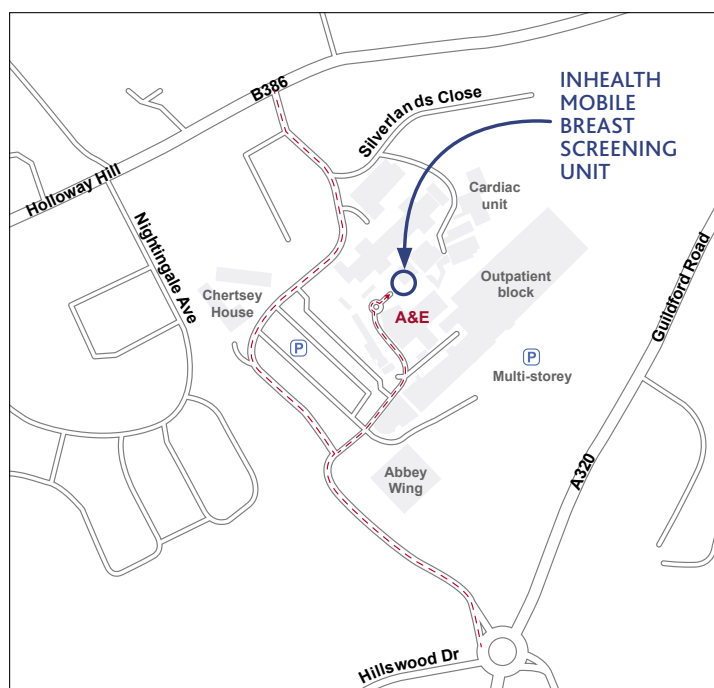 INHEALTH
MOBILE
BREAST
SCREENING
UNIT
B386
Silverlands Close
Holloway Hill
Cardiac
unit
Nightingale Ave
Guildford Road
Outpatient
block
Chertsey
House
A&E
P
P
Multi-storey
Abbey
Wing
A320
Hillswood Dr